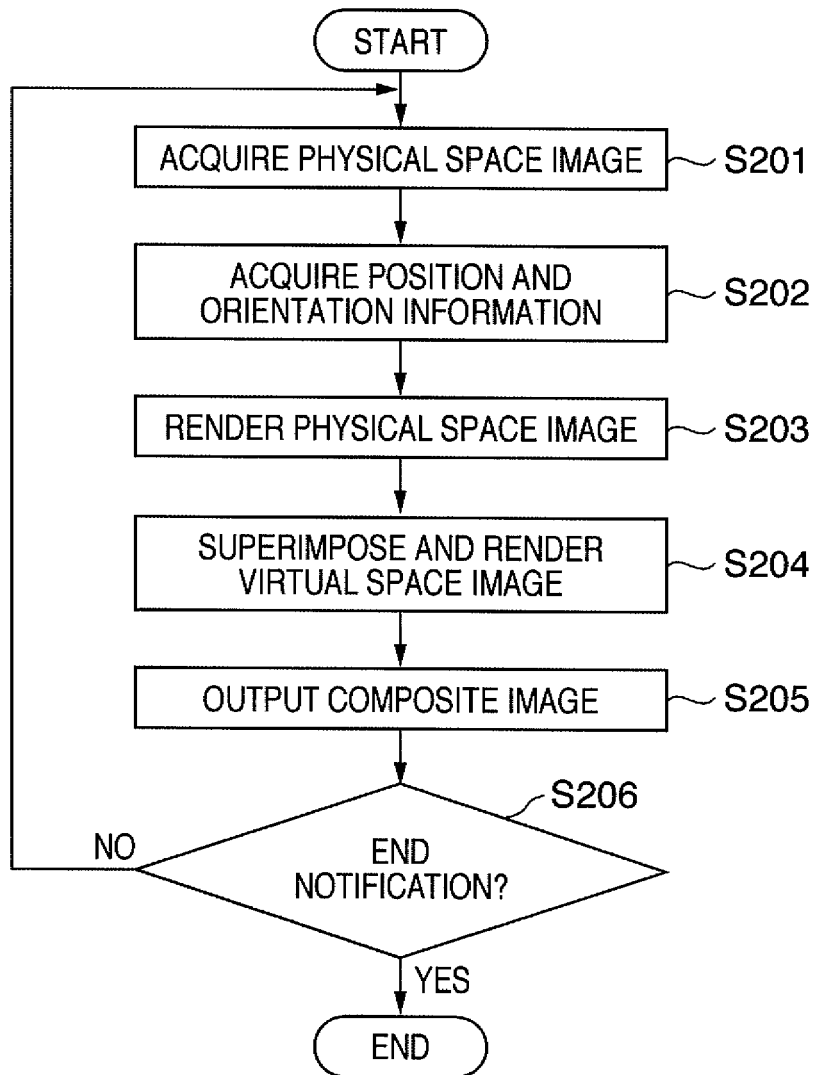 START
ACQUIRE PHYSICAL SPACE IMAGE
S201
ACQUIRE POSITION AND
ORIENTATION INFORMATION
S202
RENDER PHYSICAL SPACE IMAGE
S203
SUPERIMPOSE AND RENDER
VIRTUAL SPACE IMAGE
S204
OUTPUT COMPOSITE IMAGE
S205
S206
END
NOTIFICATION?
NO
YES
END